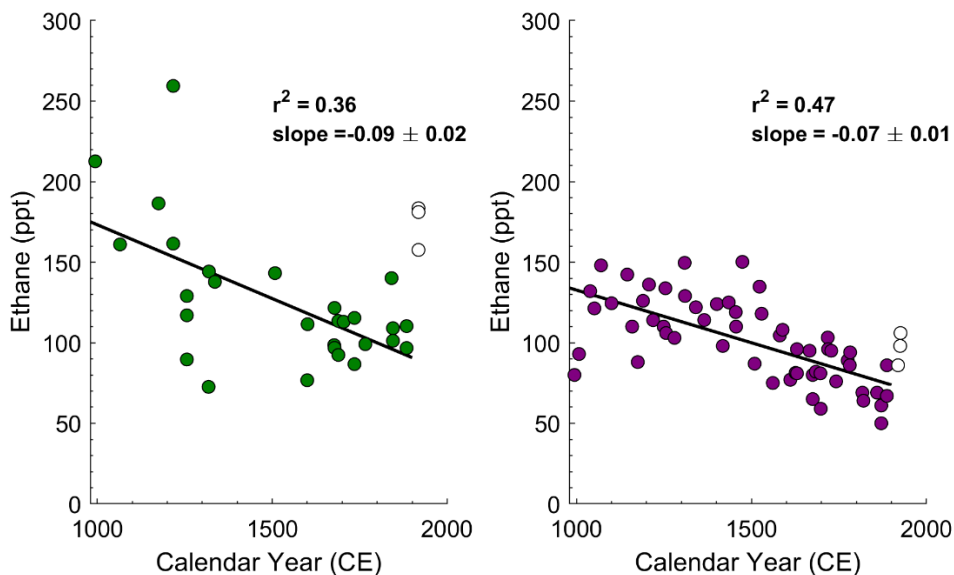 300
250
200
150
100
50
0
Ethane (ppt)
r² = 0.36
slope =-0.09 ± 0.02
1000
1500
2000
Calendar Year (CE)
300
250
200
150
100
50
0
Ethane (ppt)
r² = 0.47
slope = -0.07 ± 0.01
1000
1500
2000
Calendar Year (CE)